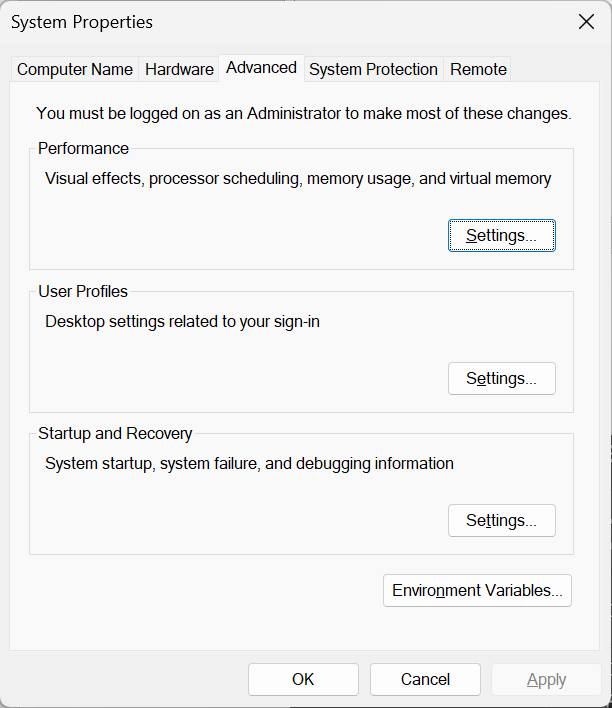 System Properties
Computer Name Hardware Advanced System Protection Remote
You must be logged on as an Administrator to make most of these changes.
Performance
Visual effects, processor scheduling, memory usage, and virtual memory
Settings...
User Profiles
Desktop settings related to your sign-in
Settings...
Startup and Recovery
System startup, system failure, and debugging information
Settings...
Environment Variables...
OK Cancel Apply